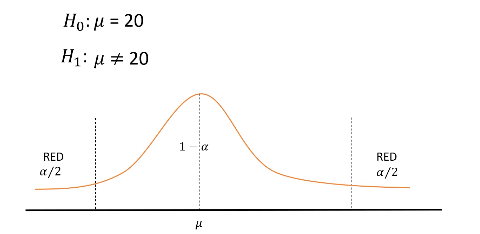 H₀: μ = 20
H₁: μ ≠ 20
1 − α
RED
α/2
RED
α/2
μ